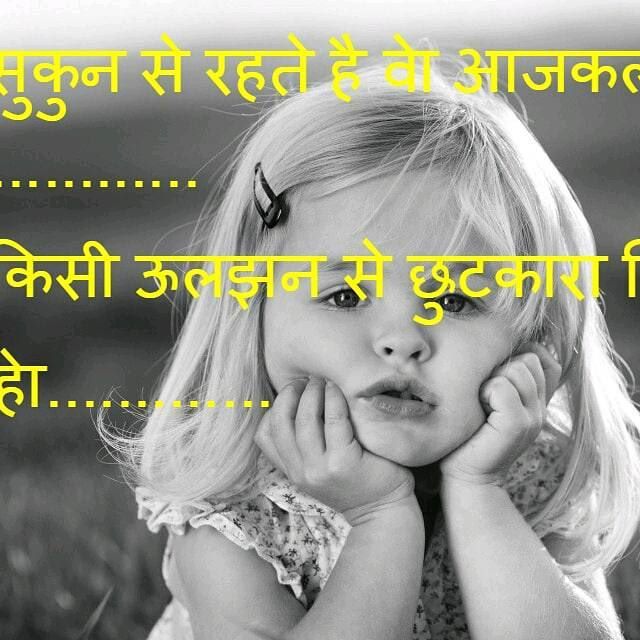 सुकुन से रहते है वेा आजकल
............
किसी ऊलझन से छुटकारा
हेा.............